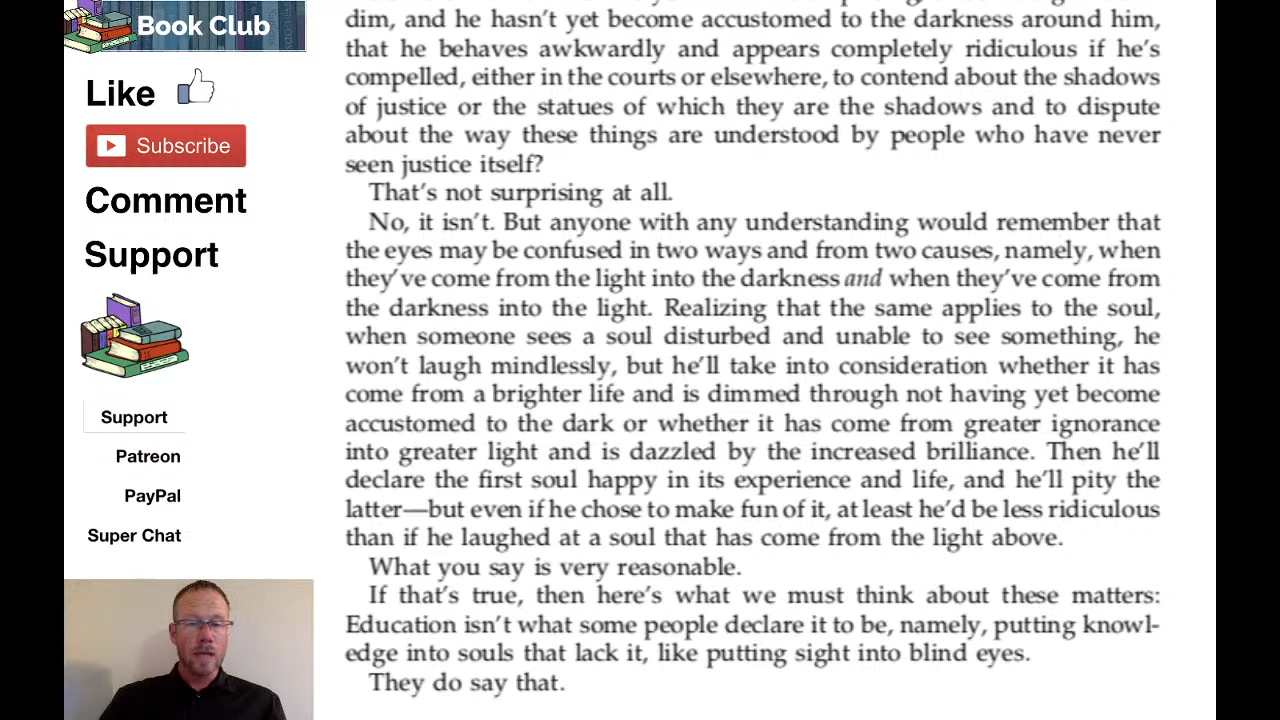 Book Club
Like
Subscribe
Comment
Support
Support
Patreon
PayPal
Super Chat
dim, and he hasn't yet become accustomed to the darkness around him,
that he behaves awkwardly and appears completely ridiculous if he's
compelled, either in the courts or elsewhere, to contend about the shadows
of justice or the statues of which they are the shadows and to dispute
about the way these things are understood by people who have never
seen justice itself?
That's not surprising at all.
No, it isn't. But anyone with any understanding would remember that
the eyes may be confused in two ways and from two causes, namely, when
they've come from the light into the darkness and when they've come from
the darkness into the light. Realizing that the same applies to the soul,
when someone sees a soul disturbed and unable to see something, he
won't laugh mindlessly, but he'll take into consideration whether it has
come from a brighter life and is dimmed through not having yet become
accustomed to the dark or whether it has come from greater ignorance
into greater light and is dazzled by the increased brilliance. Then he'll
declare the first soul happy in its experience and life, and he'll pity the
latter—but even if he chose to make fun of it, at least he'd be less ridiculous
than if he laughed at a soul that has come from the light above.
What you say is very reasonable.
If that's true, then here's what we must think about these matters:
Education isn't what some people declare it to be, namely, putting knowl-
edge into souls that lack it, like putting sight into blind eyes.
They do say that.